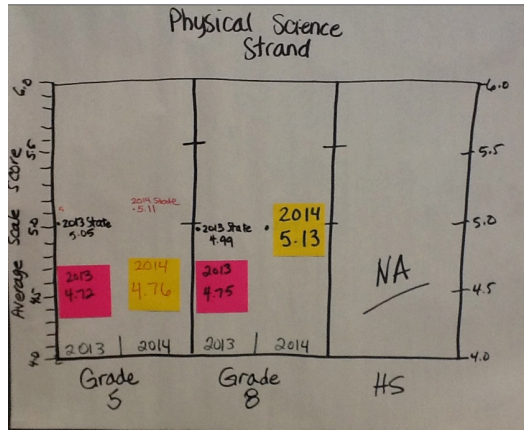 Physical Science
Strand
Average Scale Score
6.0
5.5
5.0
4.5
4.0
2014 State
5.11
2013 State
5.05
2013
4.72
2014
4.76
2013 State
4.99
2013
4.75
2014
5.13
NA
6.0
5.5
5.0
4.5
4.0
2013 2014 2013 2014
Grade
5
Grade
8
HS